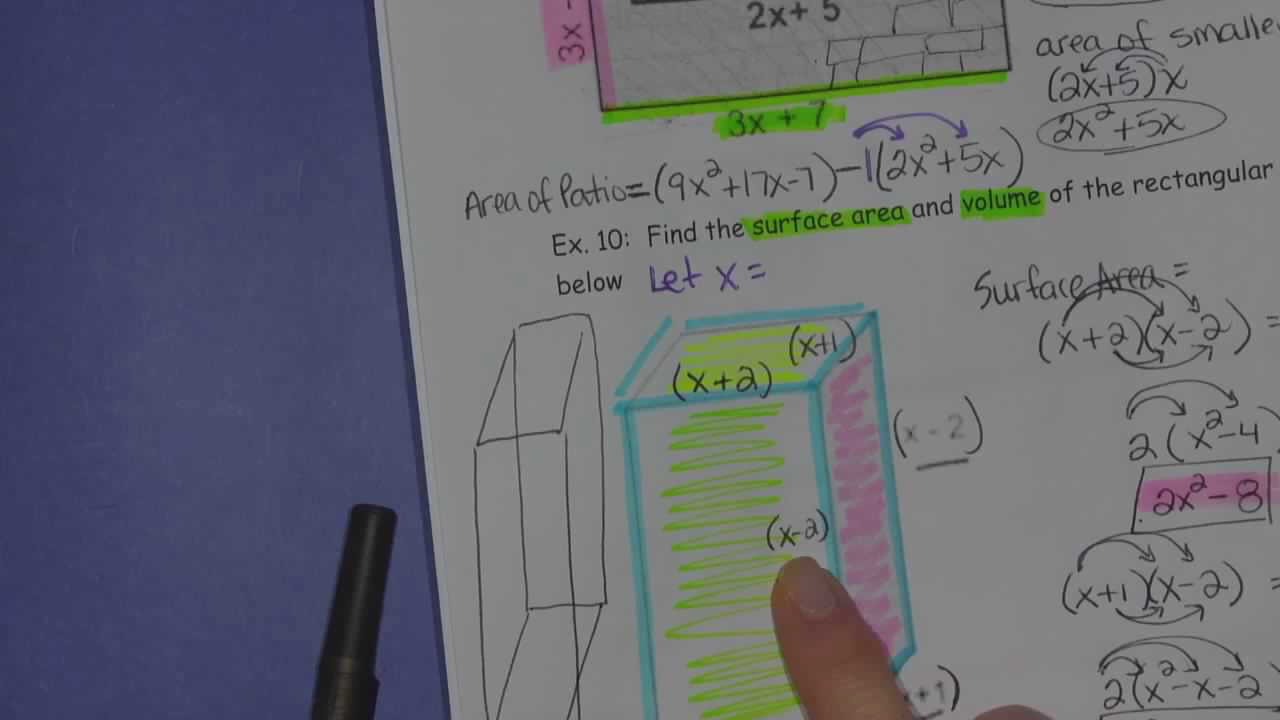 3x -
2x + 5
3x + 7
area of smaller
(2x+5)x
2x²+5x
Area of Patio=(9x²+17x-7)-1(2x²+5x)
Ex. 10: Find the surface area and volume of the rectangular
below Let x =
Surface Area =
(x+2)(x-2) =
2(x²-4)
2x²-8
(x+1)(x-2) =
2(x²-x-2)
(x+1)
(x+2)
(x - 2)
(x-2)
+1)